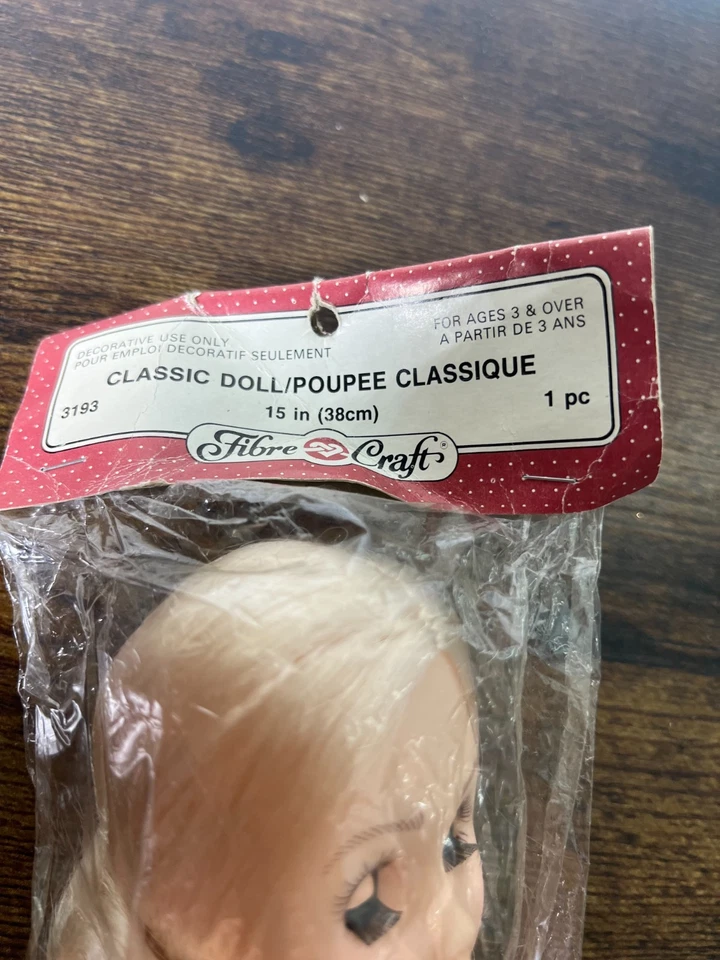 DECORATIVE USE ONLY
POUR EMPLOI DECORATIF SEULEMENT
FOR AGES 3 & OVER
A PARTIR DE 3 ANS
CLASSIC DOLL/POUPEE CLASSIQUE
3193
15 in (38cm)
1 pc
Fibre Craft®